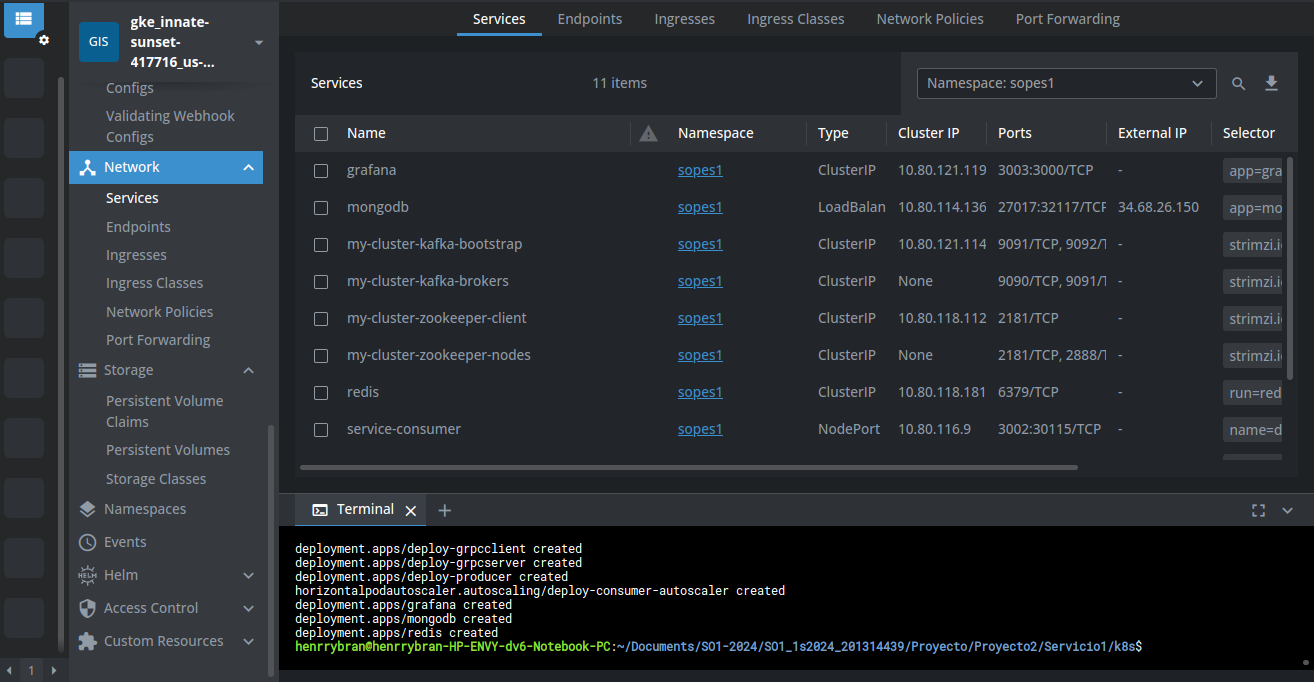 GIS
gke_innate-
sunset-
417716_us-...
Configs
Validating Webhook
Configs
Network
Services
Endpoints
Ingresses
Ingress Classes
Network Policies
Port Forwarding
Storage
Persistent Volume
Claims
Persistent Volumes
Storage Classes
Namespaces
Events
HELM Helm
Access Control
Custom Resources
1
Services Endpoints Ingresses Ingress Classes Network Policies Port Forwarding
Services 11 items Namespace: sopes1
Name Namespace Type Cluster IP Ports External IP Selector
grafana sopes1 ClusterIP 10.80.121.119 3003:3000/TCP - app=gra
mongodb sopes1 LoadBalan 10.80.114.136 27017:32117/TCP 34.68.26.150 app=mo
my-cluster-kafka-bootstrap sopes1 ClusterIP 10.80.121.114 9091/TCP, 9092/T - strimzi.i
my-cluster-kafka-brokers sopes1 ClusterIP None 9090/TCP, 9091/T - strimzi.i
my-cluster-zookeeper-client sopes1 ClusterIP 10.80.118.112 2181/TCP - strimzi.i
my-cluster-zookeeper-nodes sopes1 ClusterIP None 2181/TCP, 2888/T - strimzi.i
redis sopes1 ClusterIP 10.80.118.181 6379/TCP - run=red
service-consumer sopes1 NodePort 10.80.116.9 3002:30115/TCP - name=d
Terminal
deployment.apps/deploy-grpcclient created
deployment.apps/deploy-grpcserver created
deployment.apps/deploy-producer created
horizontalpodautoscaler.autoscaling/deploy-consumer-autoscaler created
deployment.apps/grafana created
deployment.apps/mongodb created
deployment.apps/redis created
henrrybran@henrrybran-HP-ENVY-dv6-Notebook-PC:~/Documents/SO1-2024/SO1_1s2024_201314439/Proyecto/Proyecto2/Servicio1/k8s$